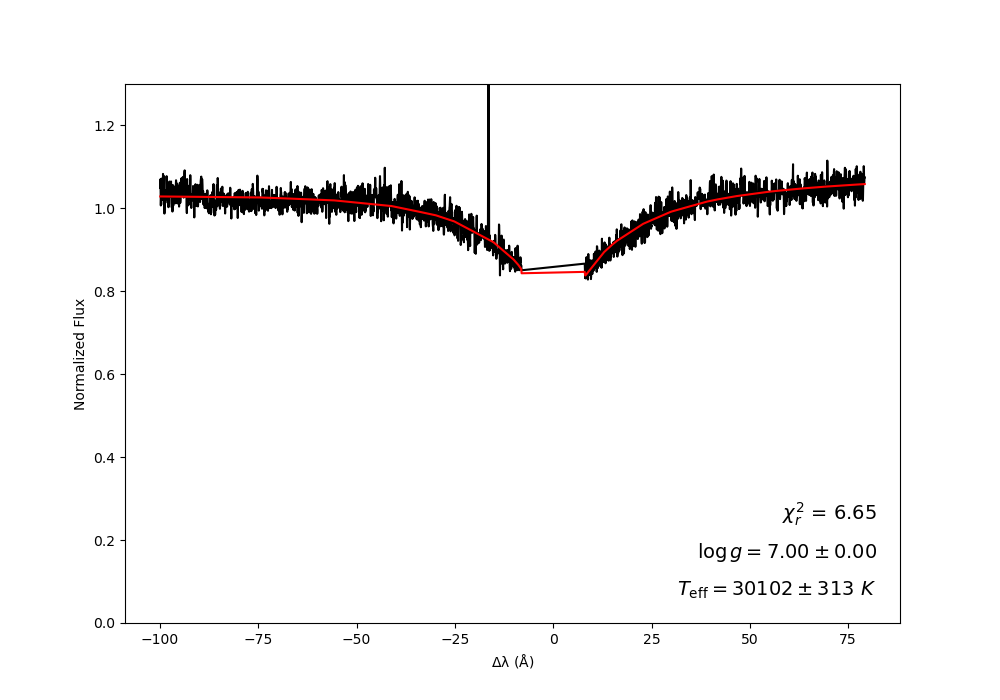 1.2
1.0
0.8
0.6
0.4
0.2
0.0
Normalized Flux
χ²ᵣ = 6.65
log g = 7.00 ± 0.00
T_eff = 30102 ± 313 K
−100 −75 −50 −25 0 25 50 75
Δλ (Å)